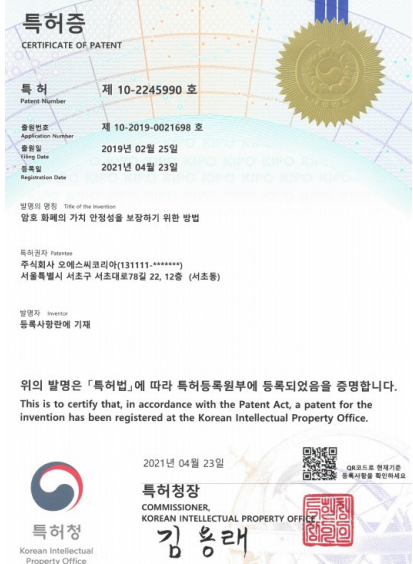 특허증
CERTIFICATE OF PATENT
특 허 제 10-2245990 호
Patent Number
출원번호 제 10-2019-0021698 호
Application Number
출원일 2019년 02월 25일
Filing Date
등록일 2021년 04월 23일
Registration Date
발명의 명칭 Title of the Invention
암호 화폐의 가치 안정성을 보장하기 위한 방법
특허권자 Patentee
주식회사 오에스씨코리아(131111-*******)
서울특별시 서초구 서초대로78길 22, 12층 (서초동)
발명자 Inventor
등록사항란에 기재
위의 발명은 「특허법」에 따라 특허등록원부에 등록되었음을 증명합니다.
This is to certify that, in accordance with the Patent Act, a patent for the
invention has been registered at the Korean Intellectual Property Office.
2021년 04월 23일
QR코드로 현재기준
등록사항을 확인하세요
특허청장
COMMISSIONER,
KOREAN INTELLECTUAL PROPERTY OFFICE
김용래
특허청
Korean Intellectual
Property Office